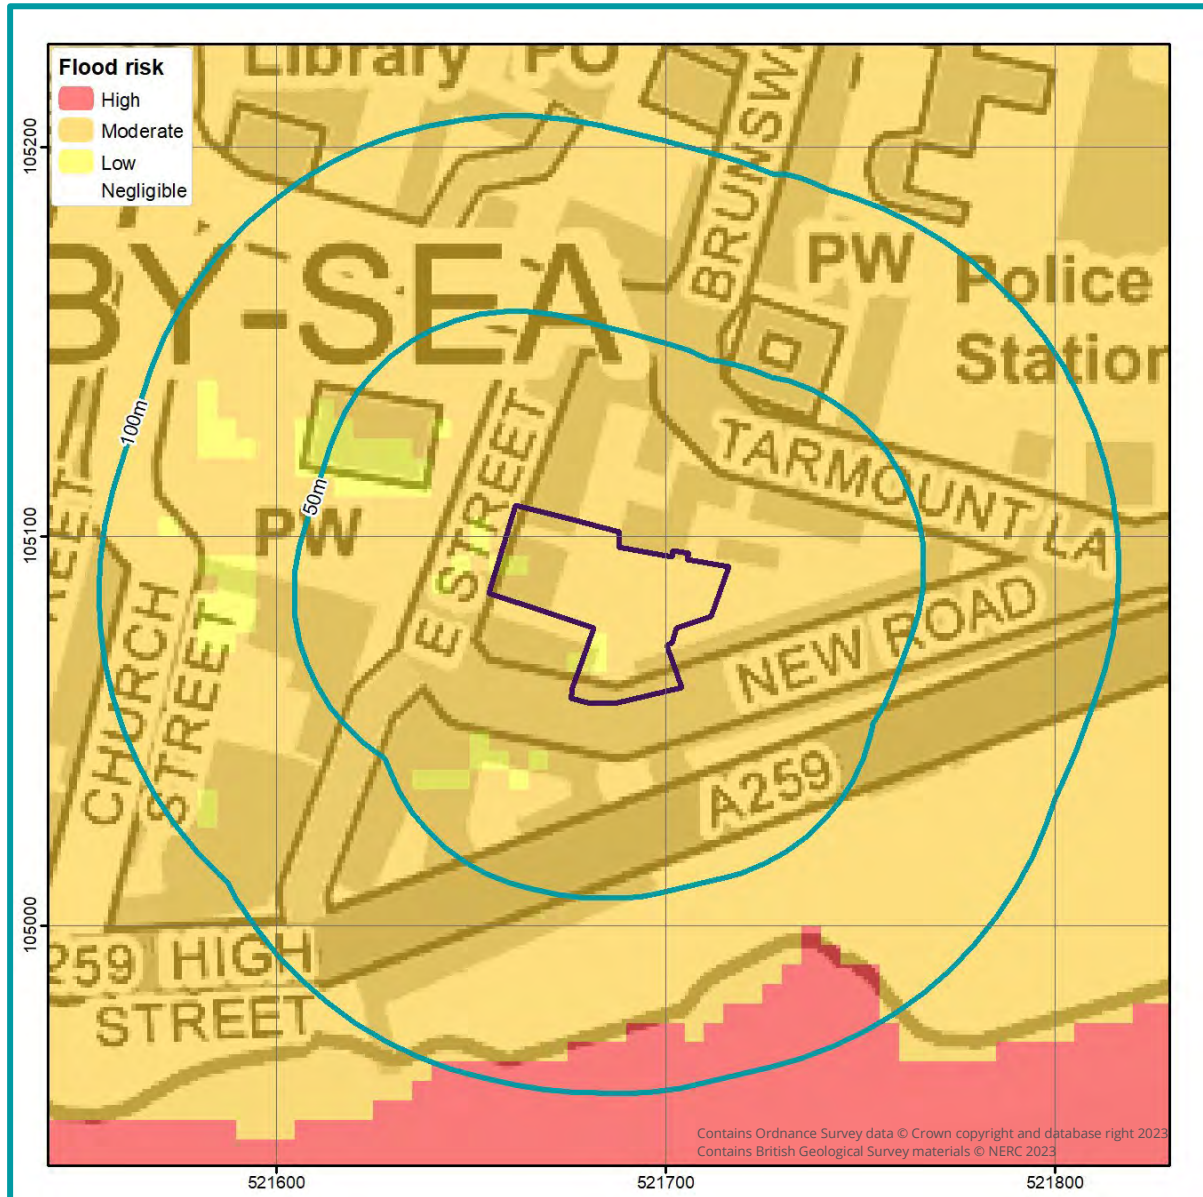 Flood risk
High
Moderate
Low
Negligible
Library PO
BRUNSW
BY-SEA
PW
Police
Station
100m
50m
PW
E STREET
TARMOUNT LA
NEW ROAD
CHURCH
STREET
A259
259 HIGH
STREET
105200
105100
105000
521600
521700
521800
Contains Ordnance Survey data © Crown copyright and database right 2023
Contains British Geological Survey materials © NERC 2023